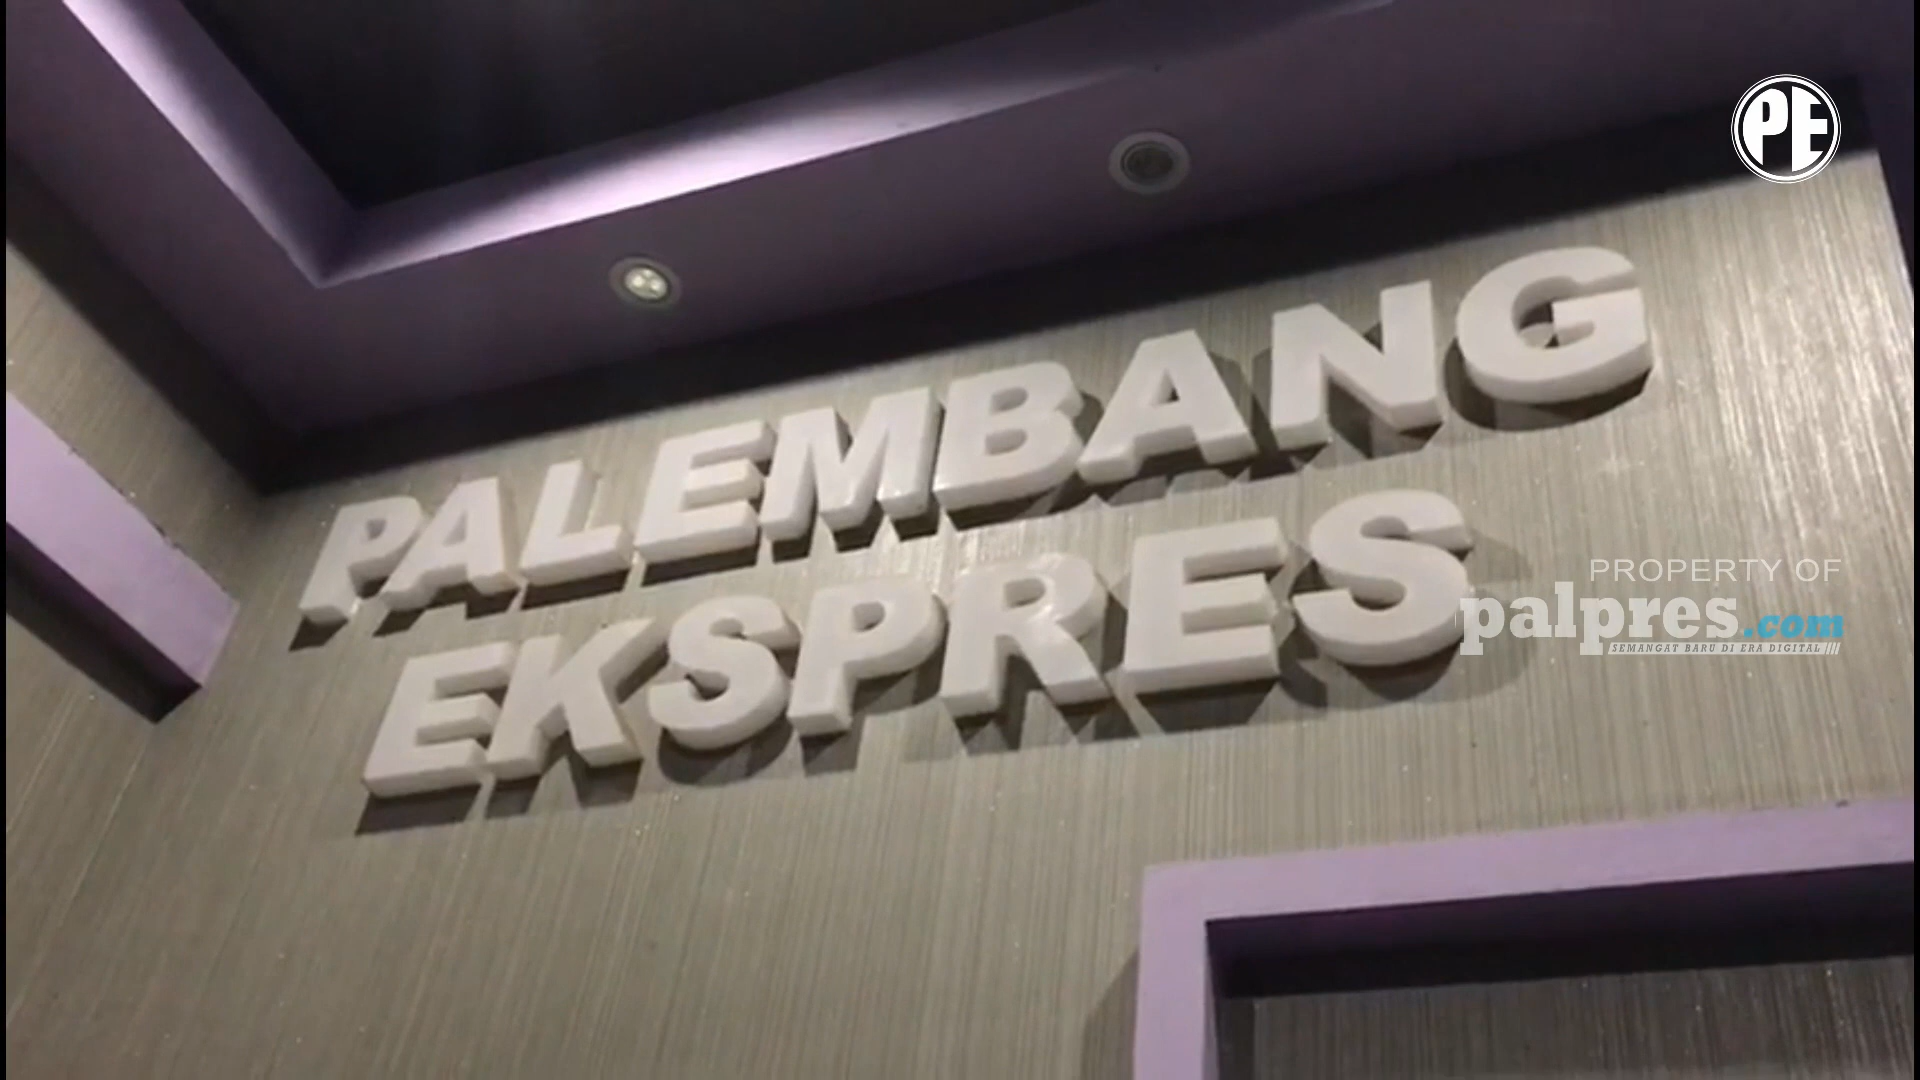 PE
PALEMBANG
EKSPRES
PROPERTY OF
palpres.com
SEMANGAT BARU DI ERA DIGITAL